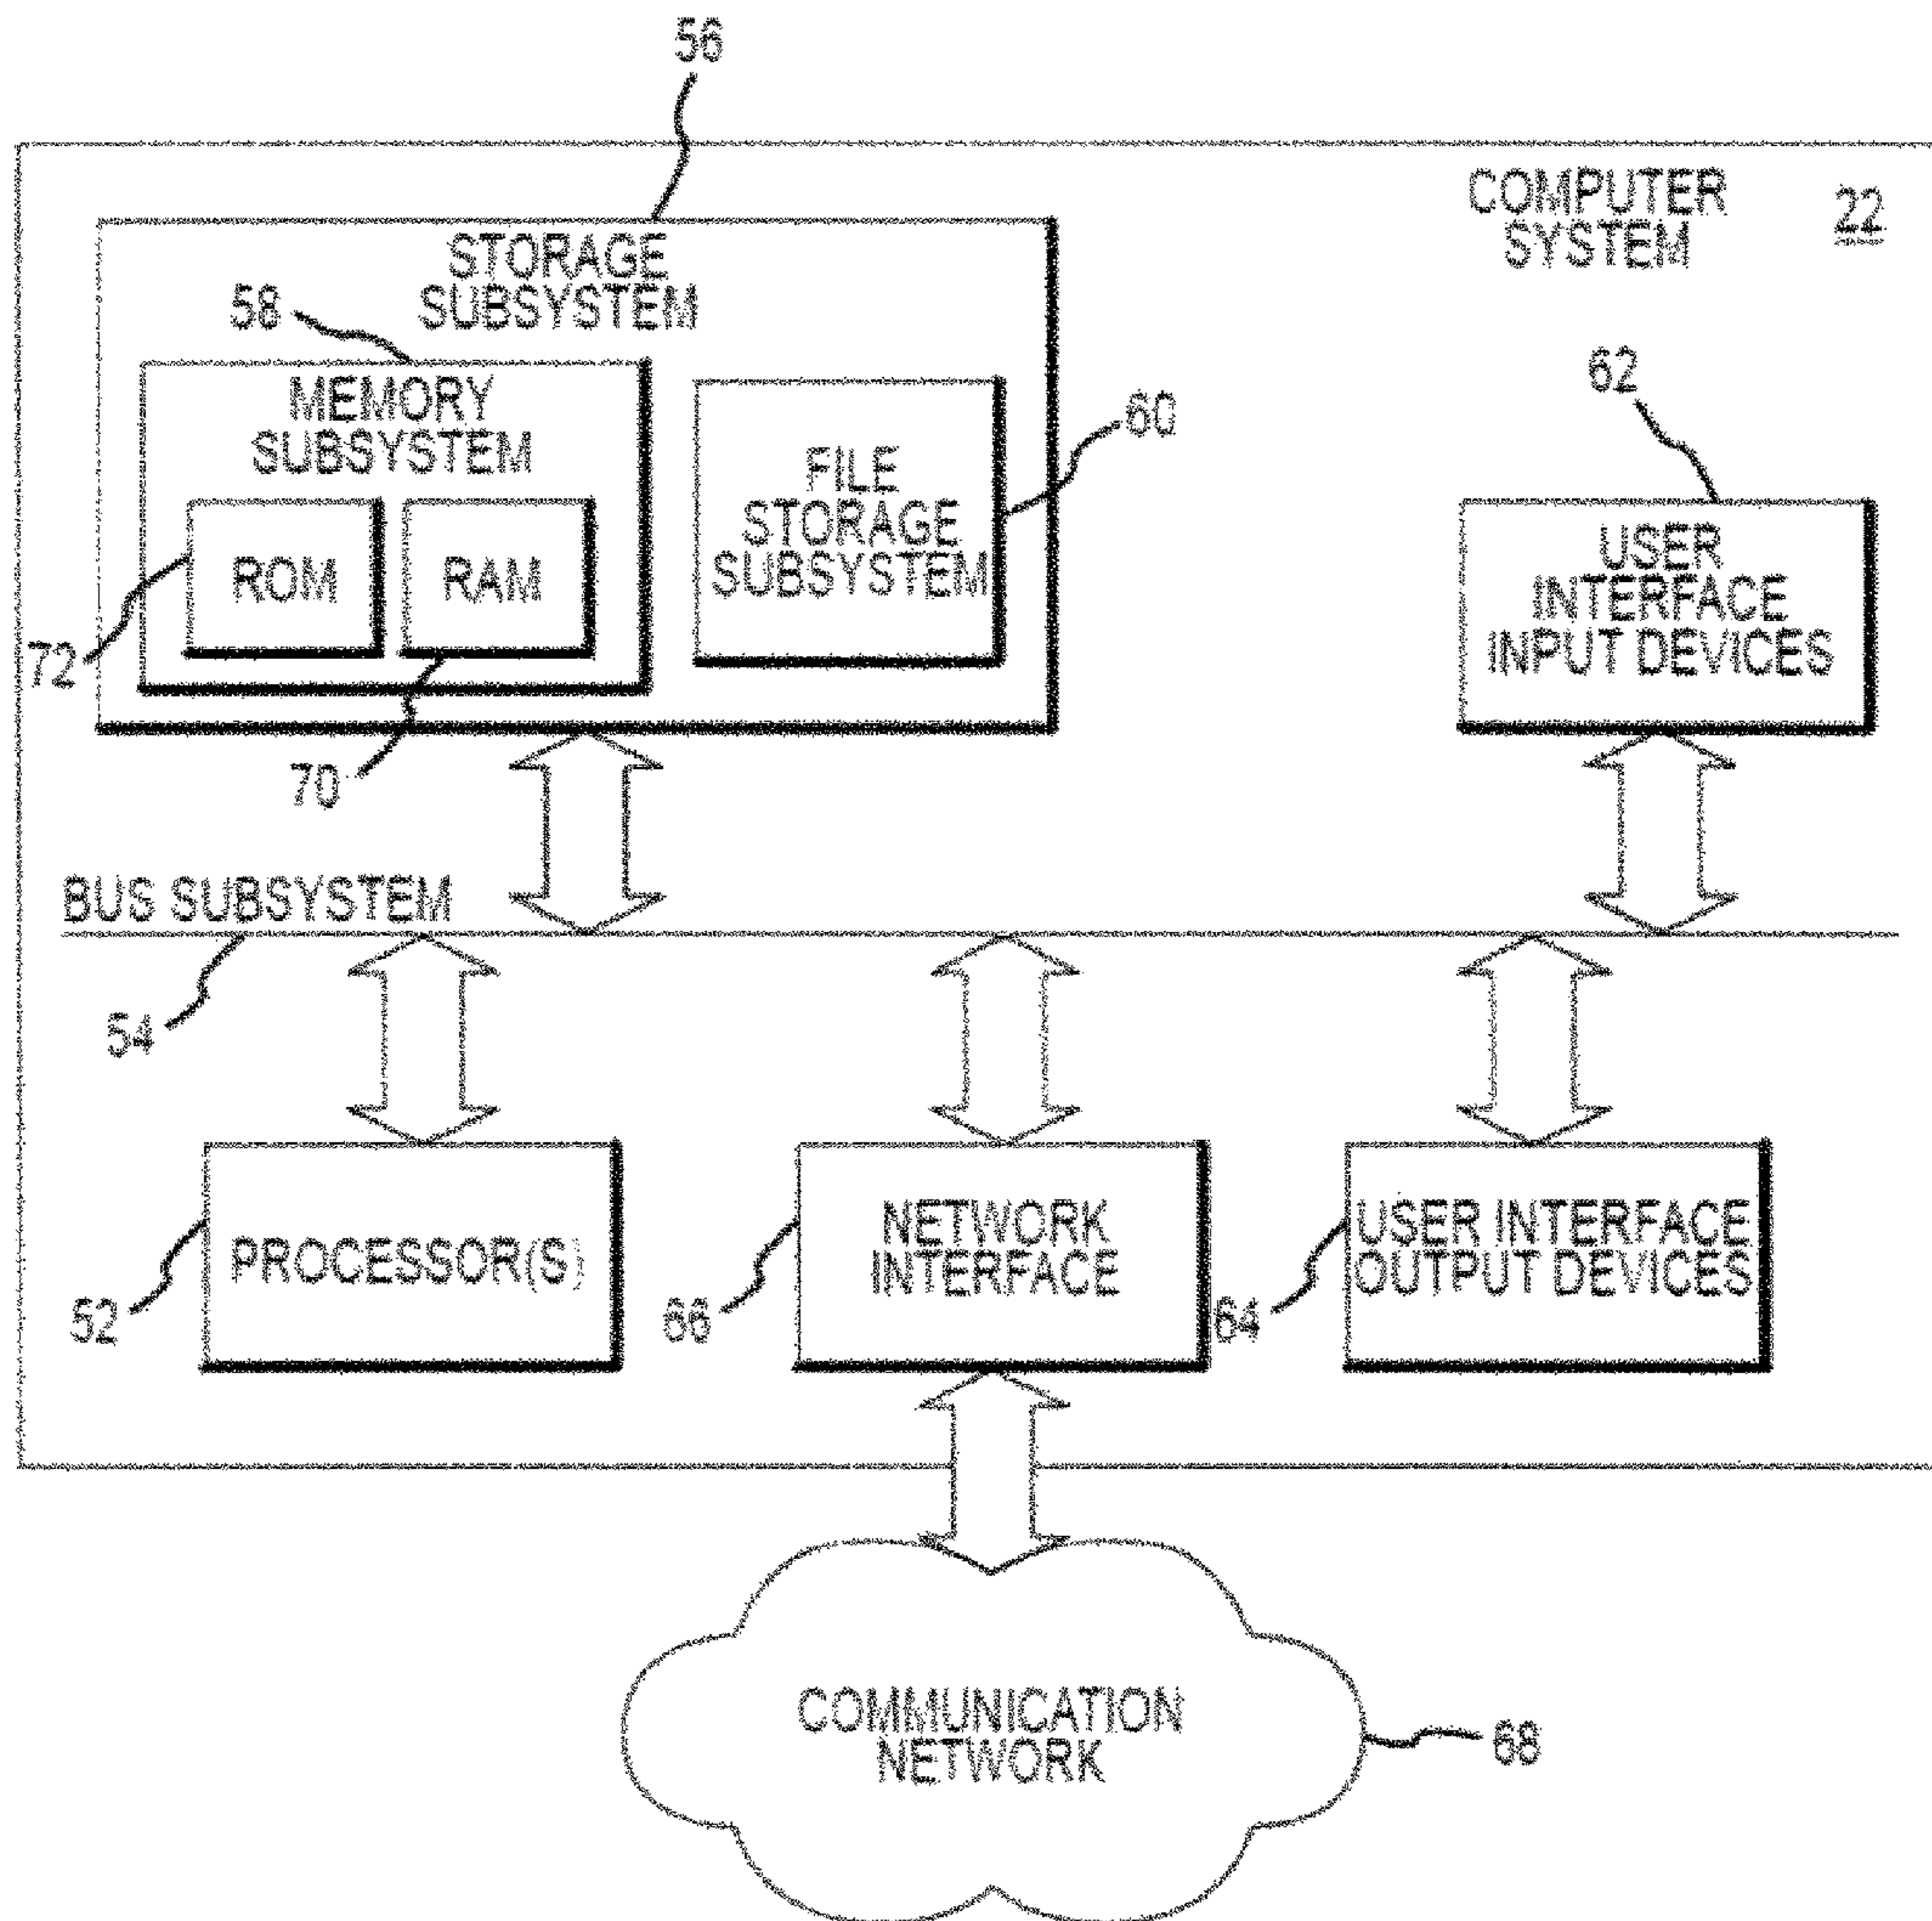 56
COMPUTER
SYSTEM
22
STORAGE
SUBSYSTEM
58
MEMORY
SUBSYSTEM
ROM
RAM
72
70
FILE
STORAGE
SUBSYSTEM
60
62
USER
INTERFACE
INPUT DEVICES
BUS SUBSYSTEM
54
PROCESSOR(S)
52
NETWORK
INTERFACE
66
USER INTERFACE
OUTPUT DEVICES
64
COMMUNICATION
NETWORK
68